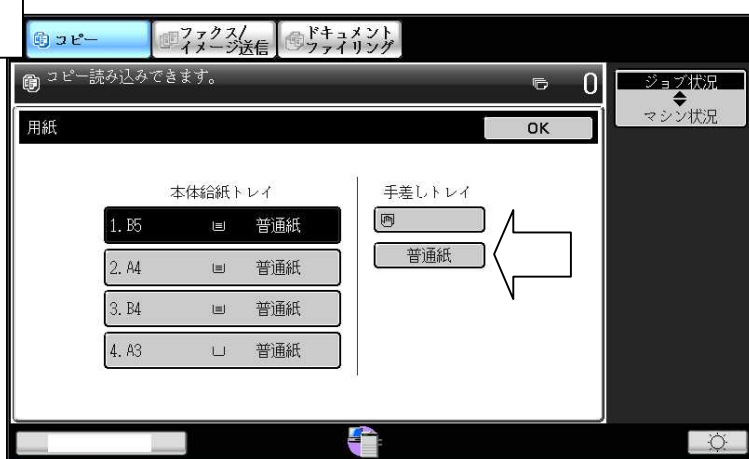 コピー
ファクス/
イメージ送信
ドキュメント
ファイリング
コピー読み込みできます。
0
ジョブ状況
マシン状況
用紙
OK
本体給紙トレイ
手差しトレイ
1. B5 普通紙
2. A4 普通紙
3. B4 普通紙
4. A3 普通紙
普通紙